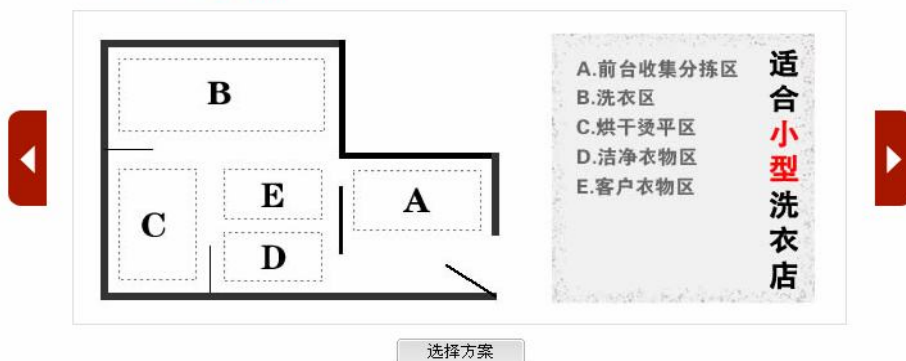 B
E
A
C
D
A.前台收集分拣区
B.洗衣区
C.烘干烫平区
D.洁净衣物区
E.客户衣物区
适合小型洗衣店
选择方案